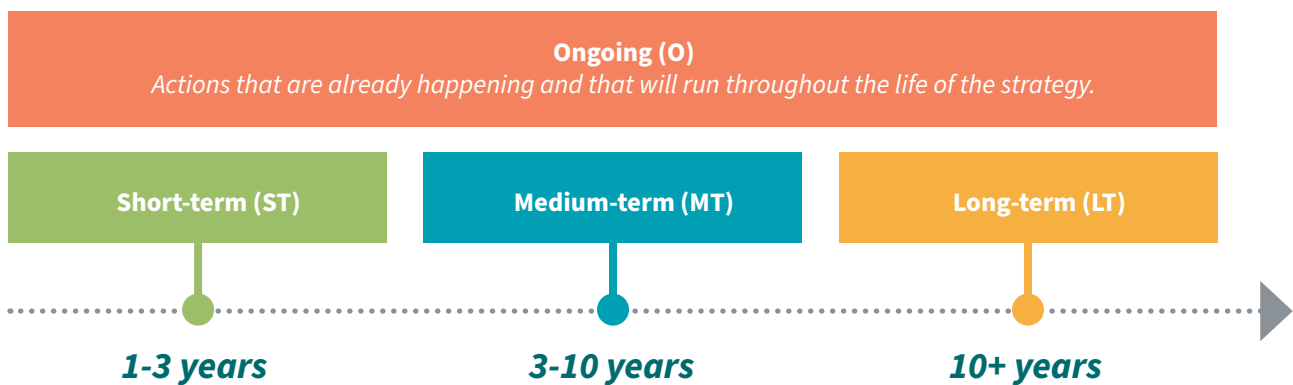 Ongoing (O)
Actions that are already happening and that will run throughout the life of the strategy.
Short-term (ST)
Medium-term (MT)
Long-term (LT)
1-3 years
3-10 years
10+ years